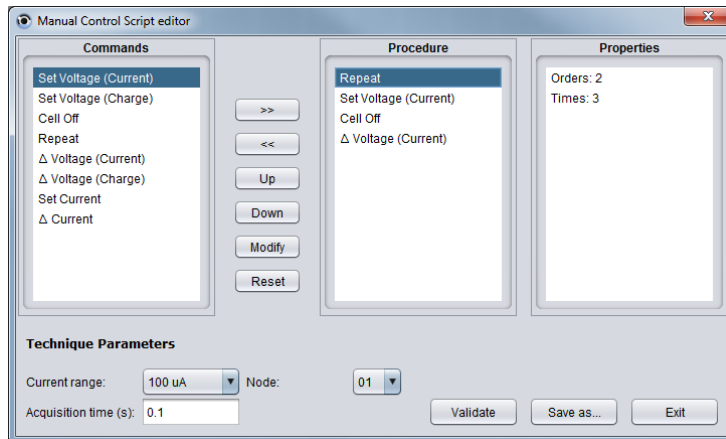 Manual Control Script editor
Commands
Set Voltage (Current)
Set Voltage (Charge)
Cell Off
Repeat
Δ Voltage (Current)
Δ Voltage (Charge)
Set Current
Δ Current
>>
<<
Up
Down
Modify
Reset
Procedure
Repeat
Set Voltage (Current)
Cell Off
Δ Voltage (Current)
Properties
Orders: 2
Times: 3
Technique Parameters
Current range: 100 uA Node: 01
Acquisition time (s): 0.1
Validate Save as... Exit